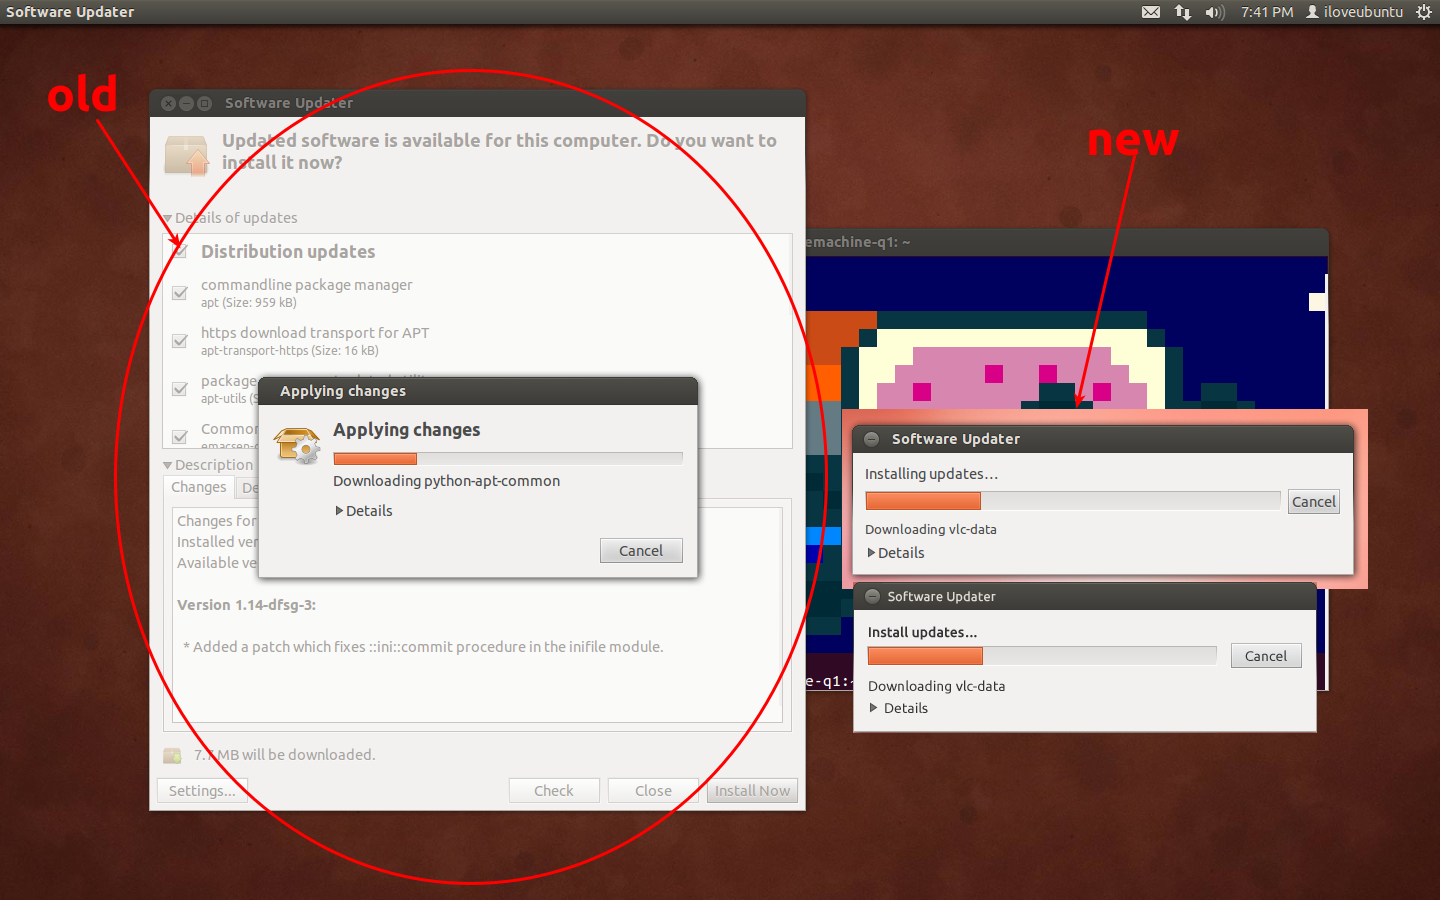 Software Updater
7:41 PM iloveubuntu
old
new
Software Updater
Updated software is available for this computer. Do you want to
install it now?
Details of updates
Distribution updates
commandline package manager
apt (Size: 959 kB)
https download transport for APT
apt-transport-https (Size: 16 kB)
package
apt-utils (S
Common
Description
Changes De
Changes for
Installed ver
Available ve
Version 1.14-dfsg-3:
* Added a patch which fixes ::ini::commit procedure in the inifile module.
7.7 MB will be downloaded.
Settings... Check Close Install Now
Applying changes
Applying changes
Downloading python-apt-common
Details
Cancel
emachine-q1: ~
e-q1:~
Software Updater
Installing updates…
Cancel
Downloading vlc-data
Details
Software Updater
Install updates...
Cancel
Downloading vlc-data
Details